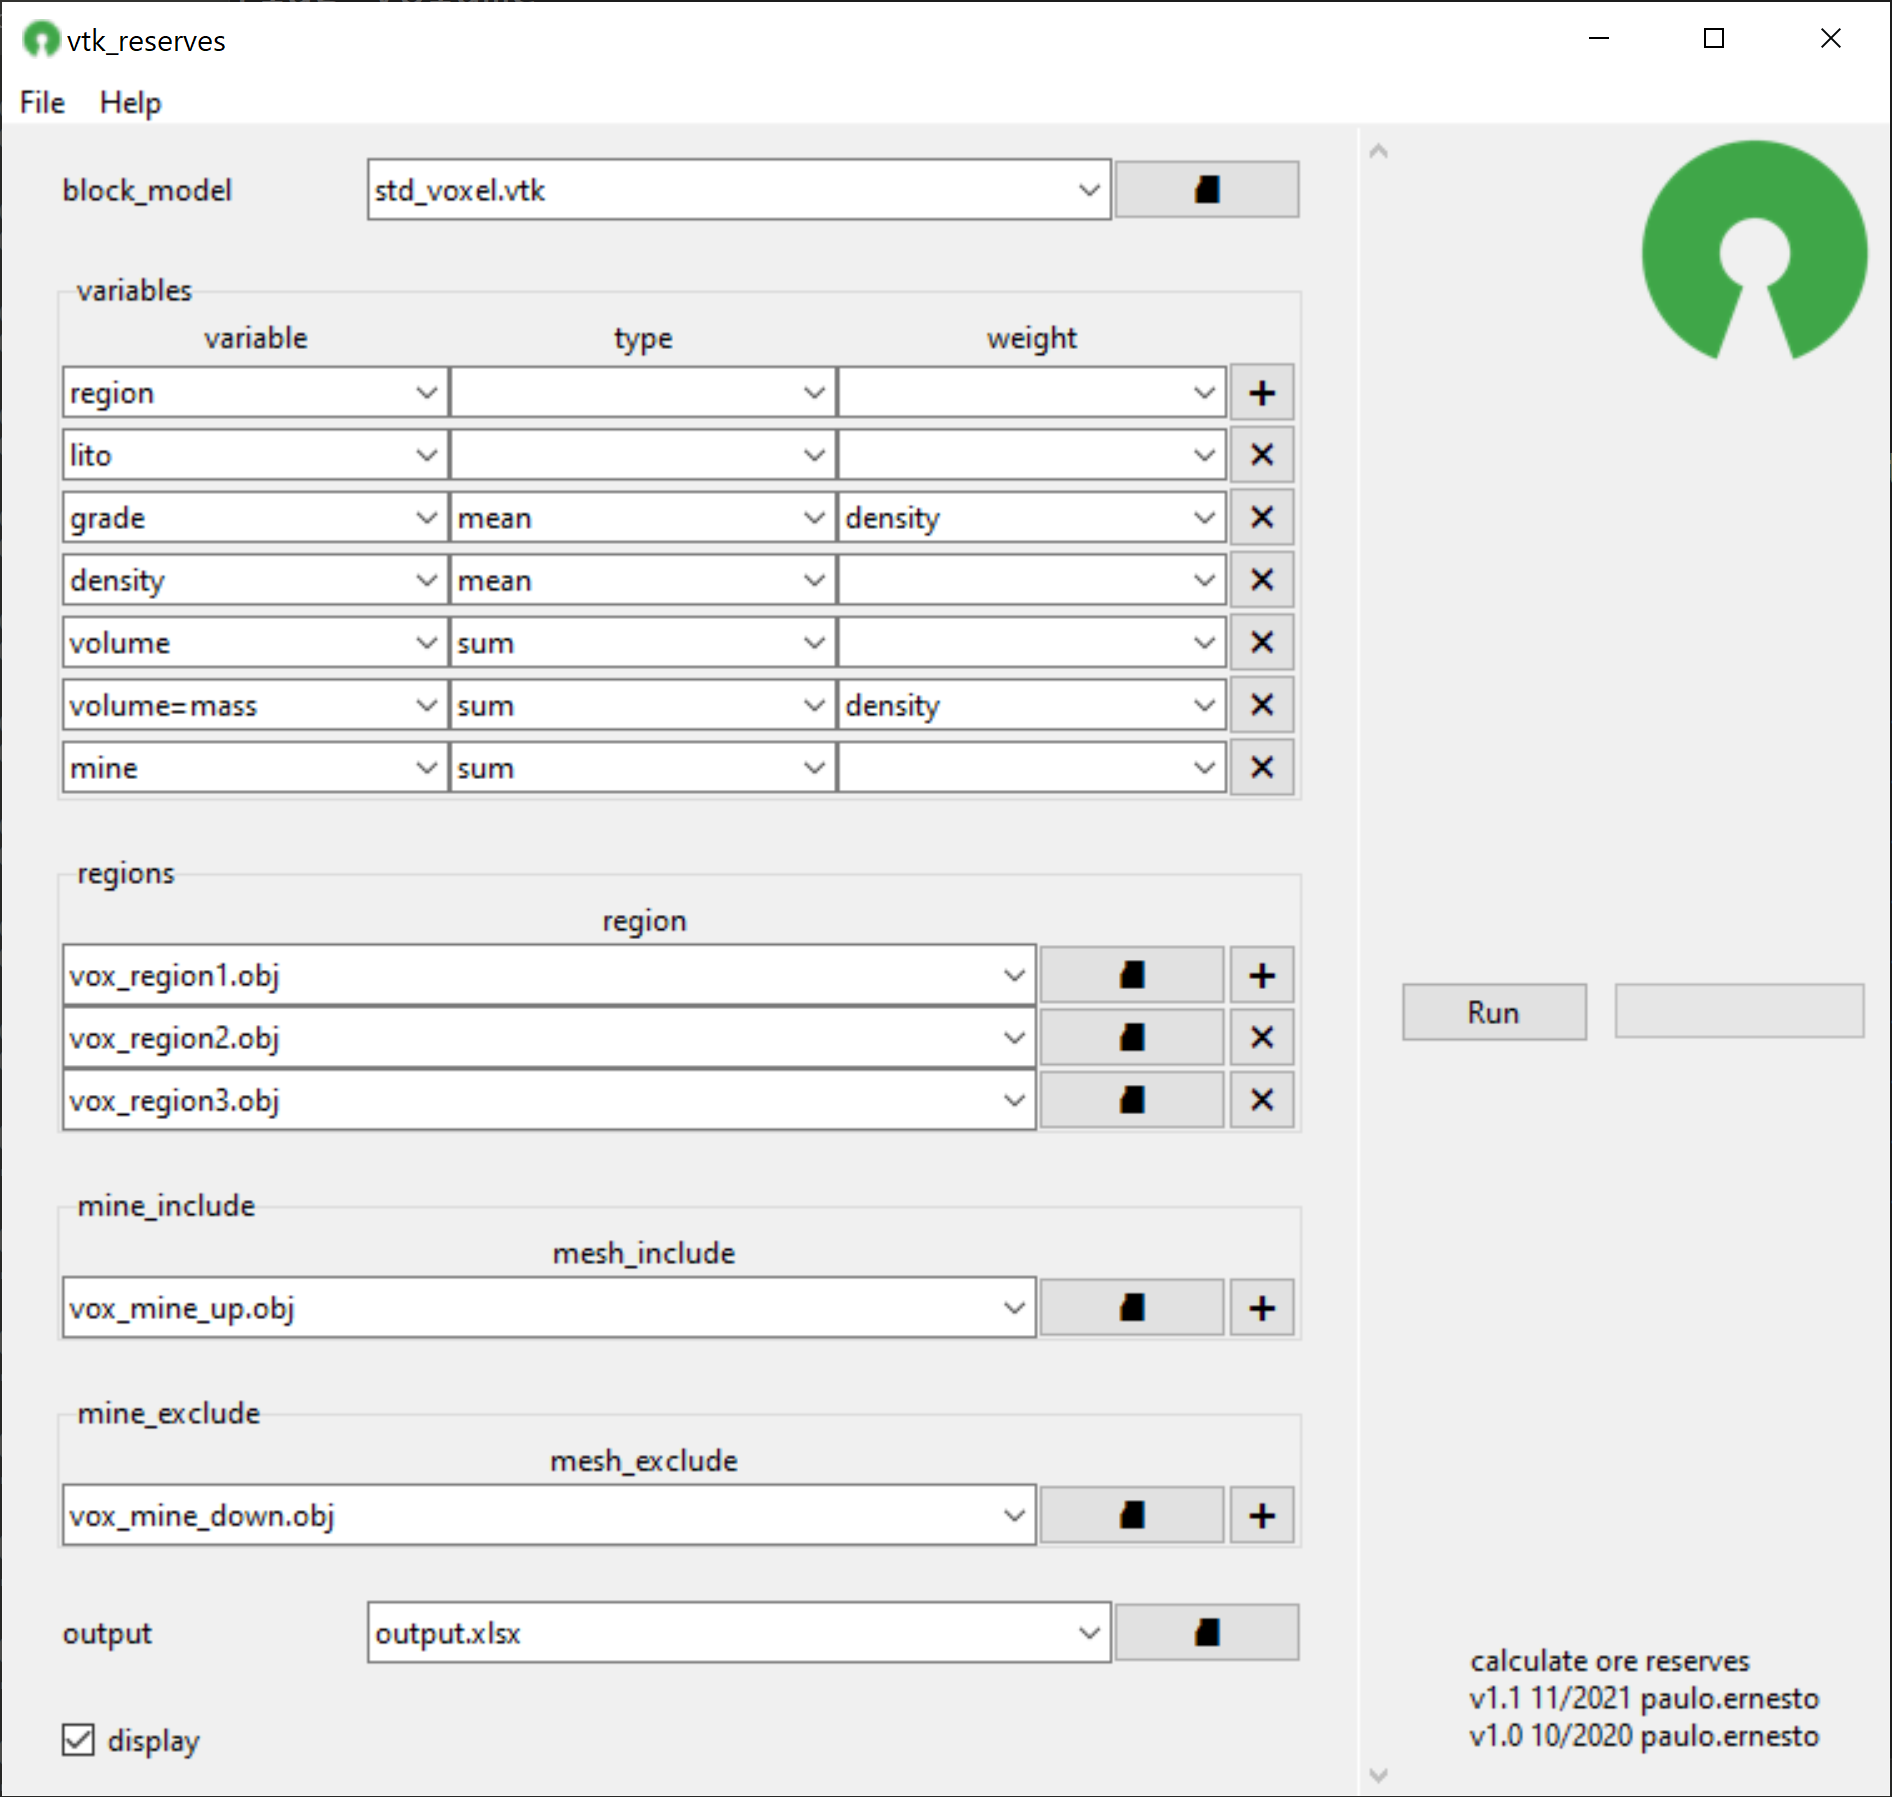 vtk_reserves
File Help
block_model std_voxel.vtk
variables
variable type weight
region
lito
grade mean density
density mean
volume sum
volume=mass sum density
mine sum
regions
region
vox_region1.obj
vox_region2.obj
vox_region3.obj
Run
mine_include
mesh_include
vox_mine_up.obj
mine_exclude
mesh_exclude
vox_mine_down.obj
output output.xlsx
display
calculate ore reserves
v1.1 11/2021 paulo.ernesto
v1.0 10/2020 paulo.ernesto